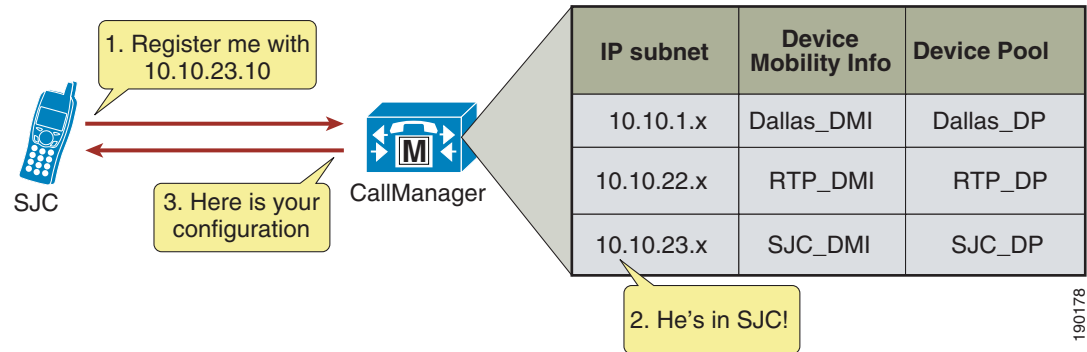 1. Register me with
10.10.23.10
SJC
3. Here is your
configuration
M
CallManager
IP subnet
Device
Mobility Info
Device Pool
10.10.1.x
Dallas_DMI
Dallas_DP
10.10.22.x
RTP_DMI
RTP_DP
10.10.23.x
SJC_DMI
SJC_DP
2. He's in SJC!
190178